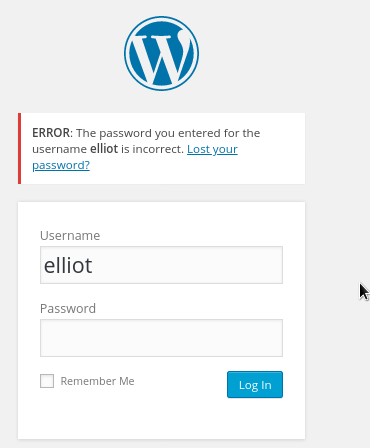 ERROR: The password you entered for the
username elliot is incorrect. Lost your
password?
Username
elliot
Password
Remember Me
Log In